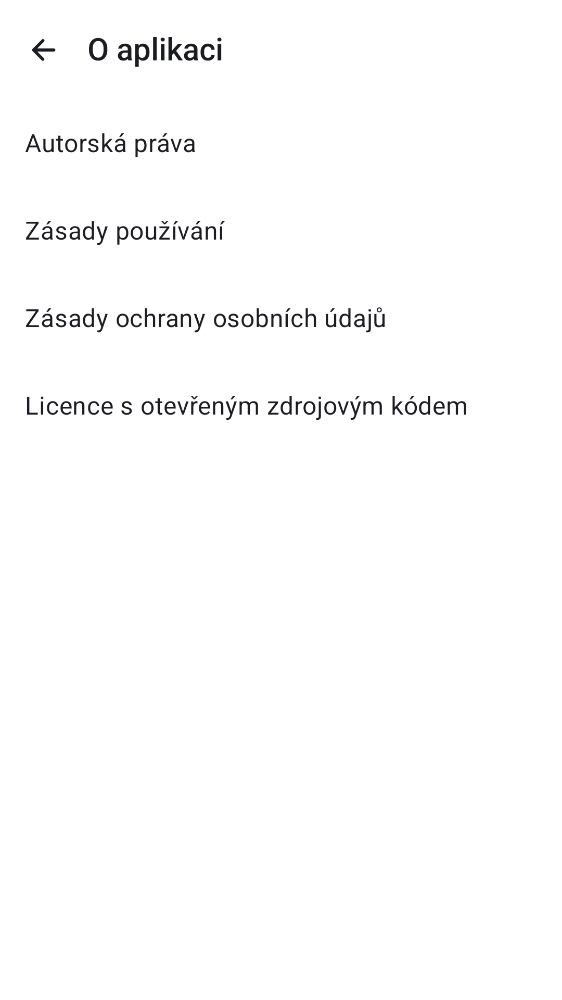 O aplikaci
Autorská práva
Zásady používání
Zásady ochrany osobních údajů
Licence s otevřeným zdrojovým kódem